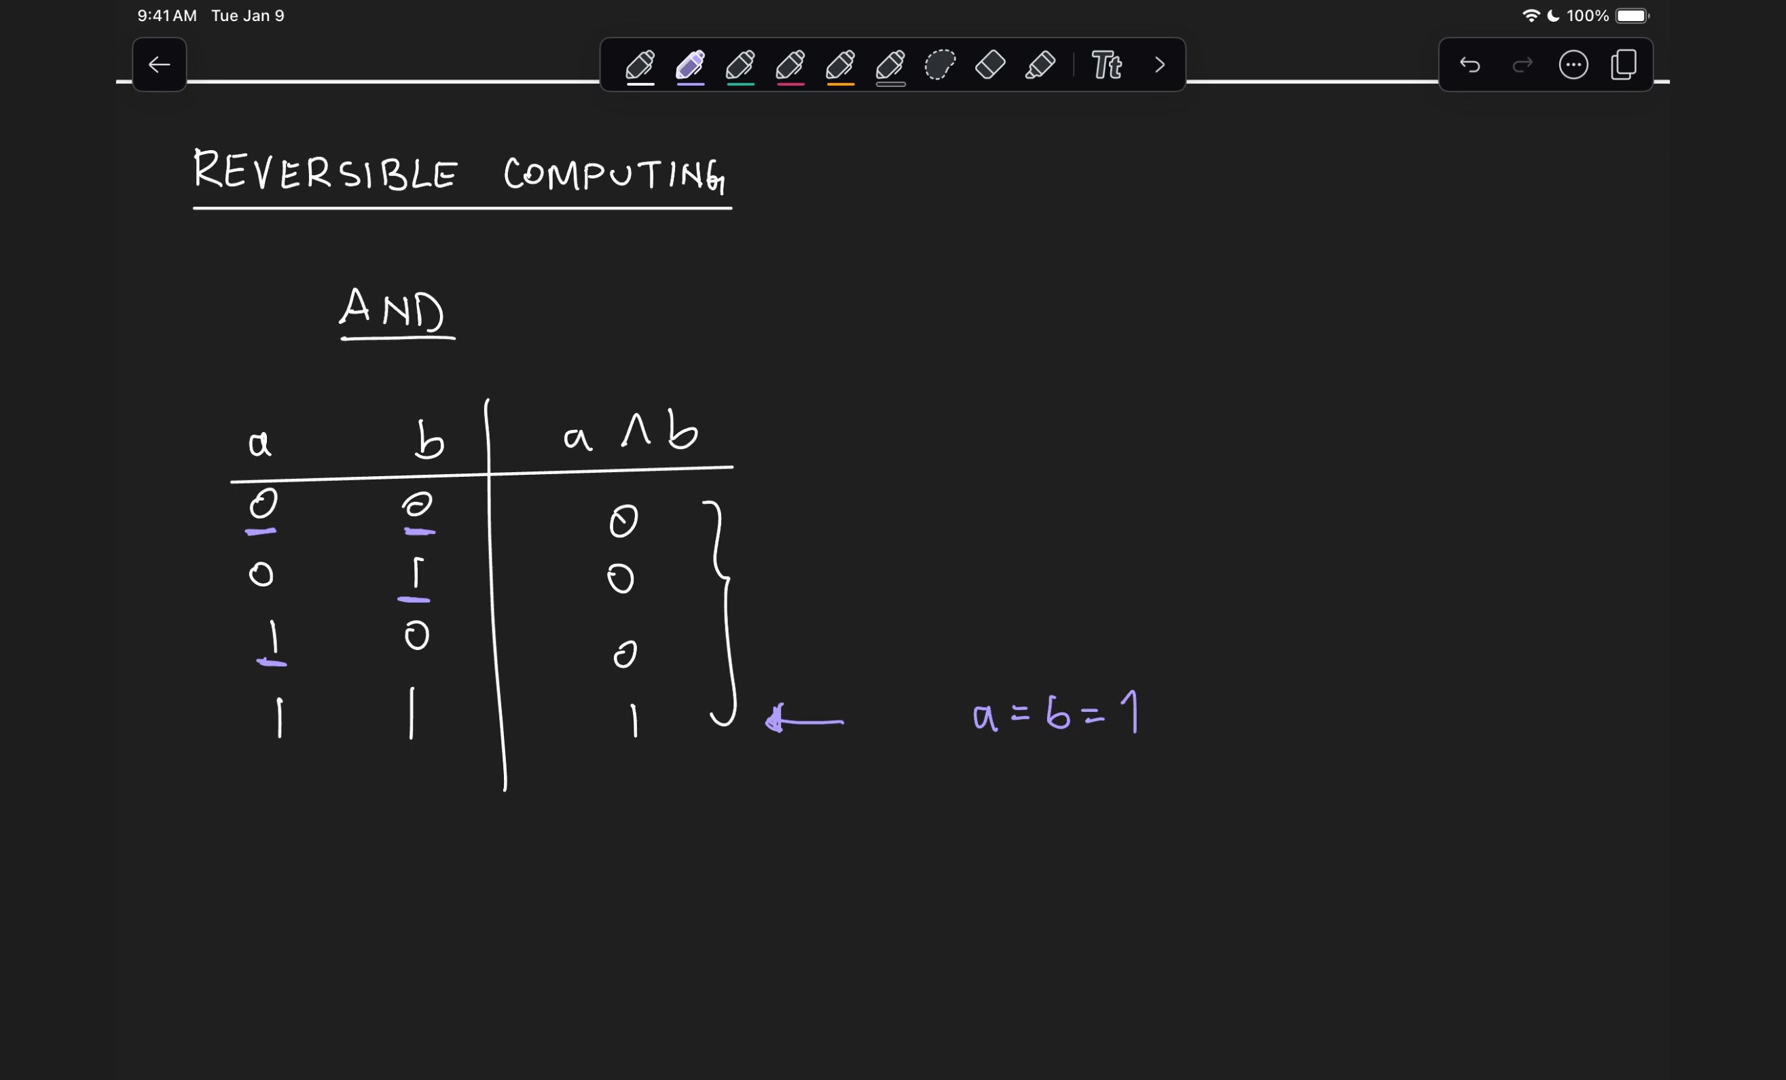 9:41 AM Tue Jan 9 100%
Tt
REVERSIBLE COMPUTING
AND
a b a ∧ b
0 0 0
0 1 0
1 0 0
1 1 1 a = b = 1